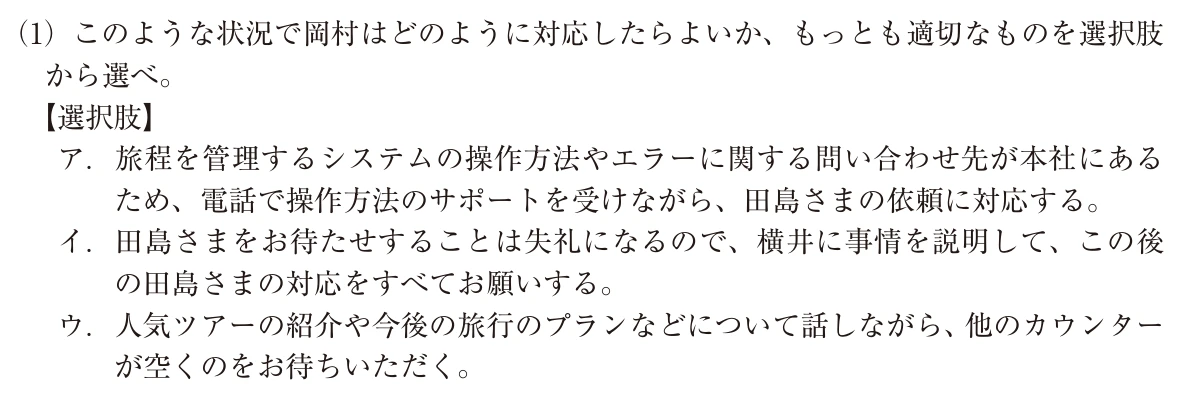 (1) このような状況で岡村はどのように対応したらよいか、もっとも適切なものを選択肢
から選べ。
【選択肢】
ア．旅程を管理するシステムの操作方法やエラーに関する問い合わせ先が本社にある
ため、電話で操作方法のサポートを受けながら、田島さまの依頼に対応する。
イ．田島さまをお待たせすることは失礼になるので、横井に事情を説明して、この後
の田島さまの対応をすべてお願いする。
ウ．人気ツアーの紹介や今後の旅行のプランなどについて話しながら、他のカウンター
が空くのをお待ちいただく。